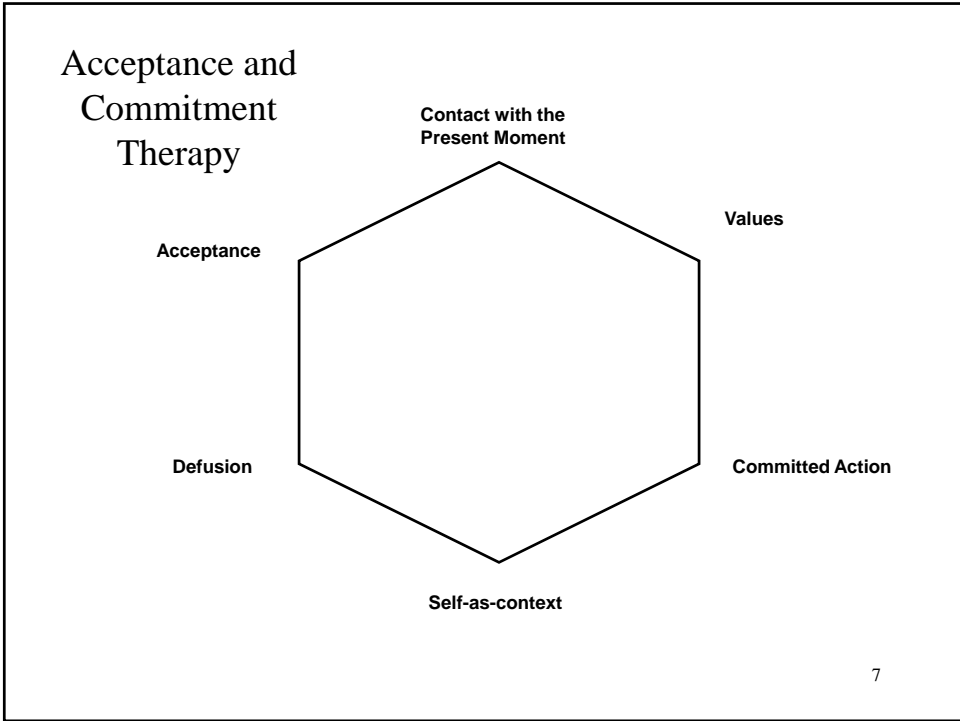 Acceptance and
Commitment
Therapy
Contact with the
Present Moment
Values
Acceptance
Defusion
Committed Action
Self-as-context
7